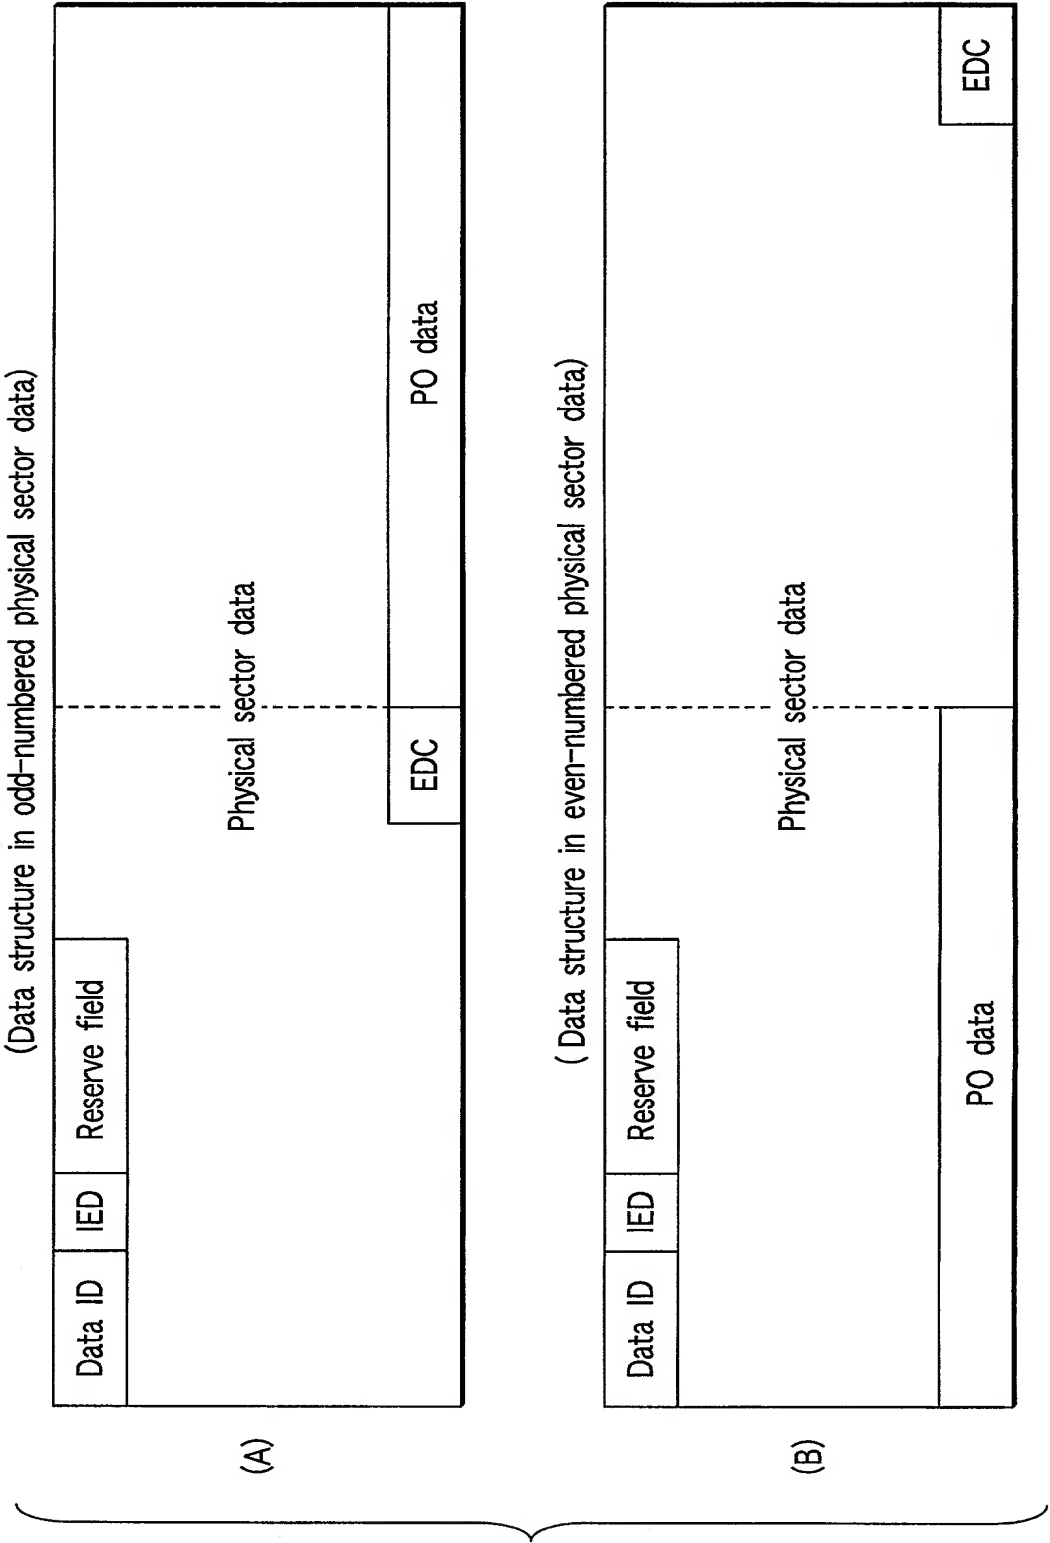 (Data structure in odd-numbered physical sector data)
(A)
Data ID
IED
Reserve field
Physical sector data
EDC
PO data
(Data structure in even-numbered physical sector data)
(B)
Data ID
IED
Reserve field
Physical sector data
PO data
EDC